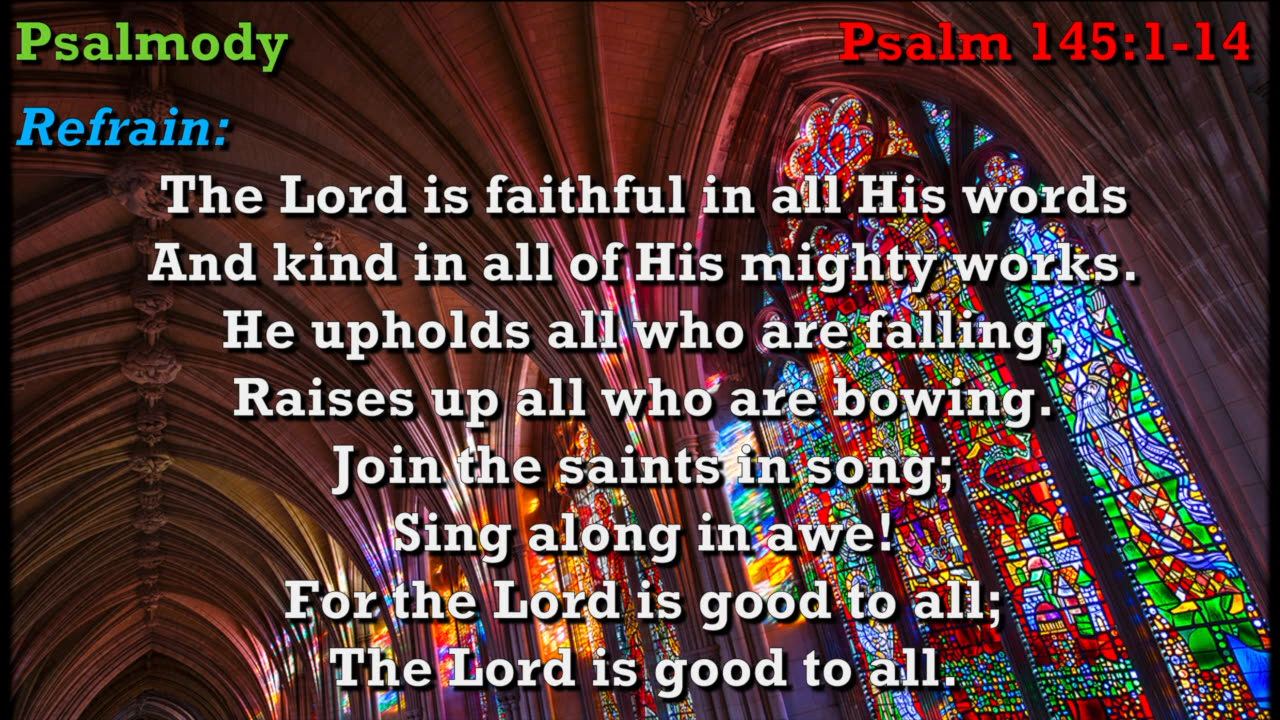 Psalmody
Psalm 145:1-14
Refrain:
The Lord is faithful in all His words
And kind in all of His mighty works.
He upholds all who are falling,
Raises up all who are bowing.
Join the saints in song;
Sing along in awe!
For the Lord is good to all;
The Lord is good to all.